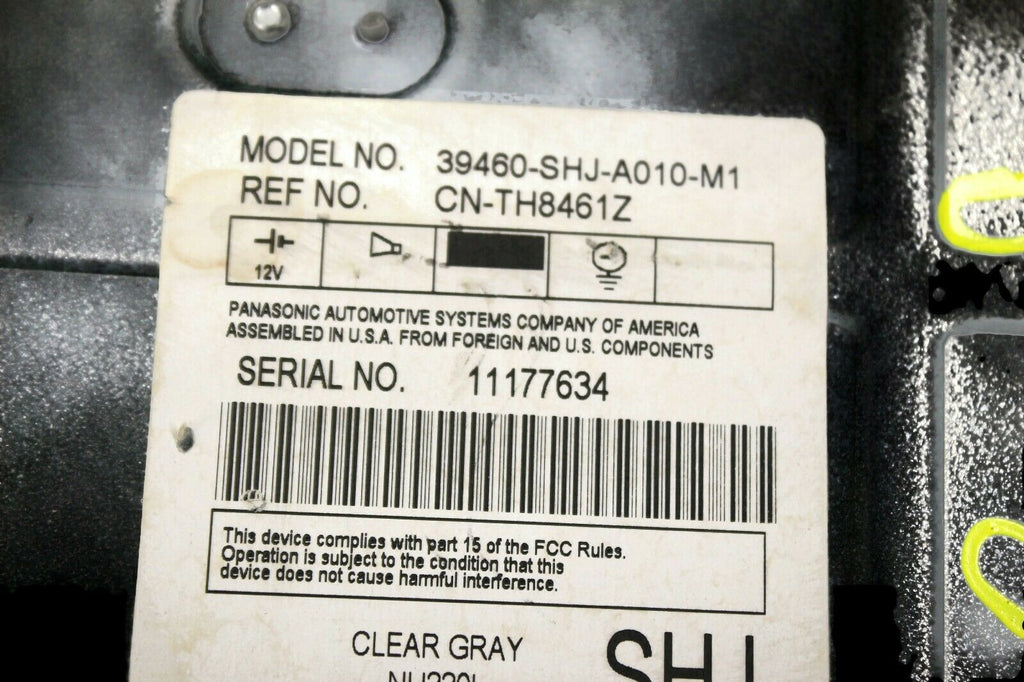 MODEL NO. 39460-SHJ-A010-M1
REF NO. CN-TH8461Z
12V
PANASONIC AUTOMOTIVE SYSTEMS COMPANY OF AMERICA
ASSEMBLED IN U.S.A. FROM FOREIGN AND U.S. COMPONENTS
SERIAL NO. 11177634
This device complies with part 15 of the FCC Rules.
Operation is subject to the condition that this
device does not cause harmful interference.
CLEAR GRAY
SHJ